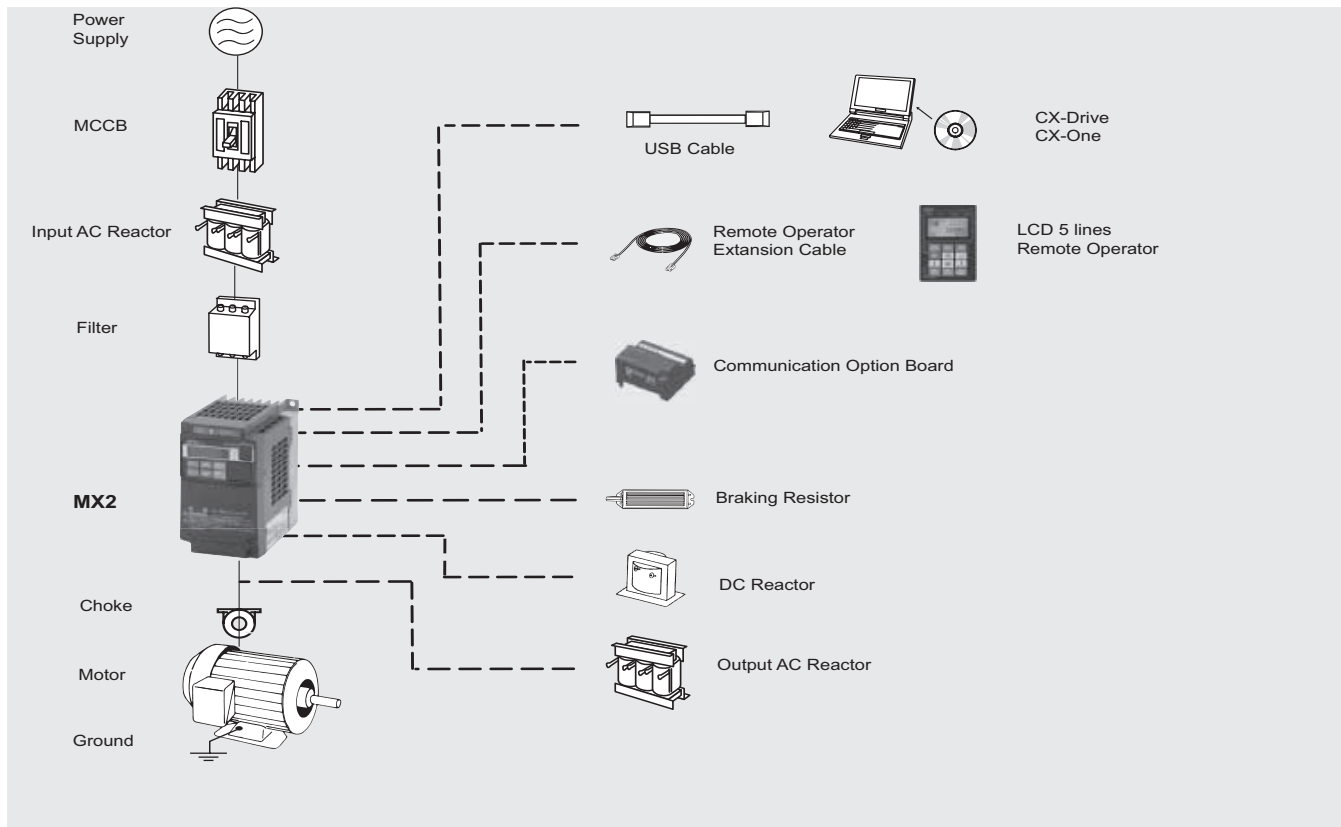 Power
Supply
MCCB
Input AC Reactor
Filter
MX2
Choke
Motor
Ground
USB Cable
CX-Drive
CX-One
Remote Operator
Extension Cable
LCD 5 lines
Remote Operator
Communication Option Board
Braking Resistor
DC Reactor
Output AC Reactor